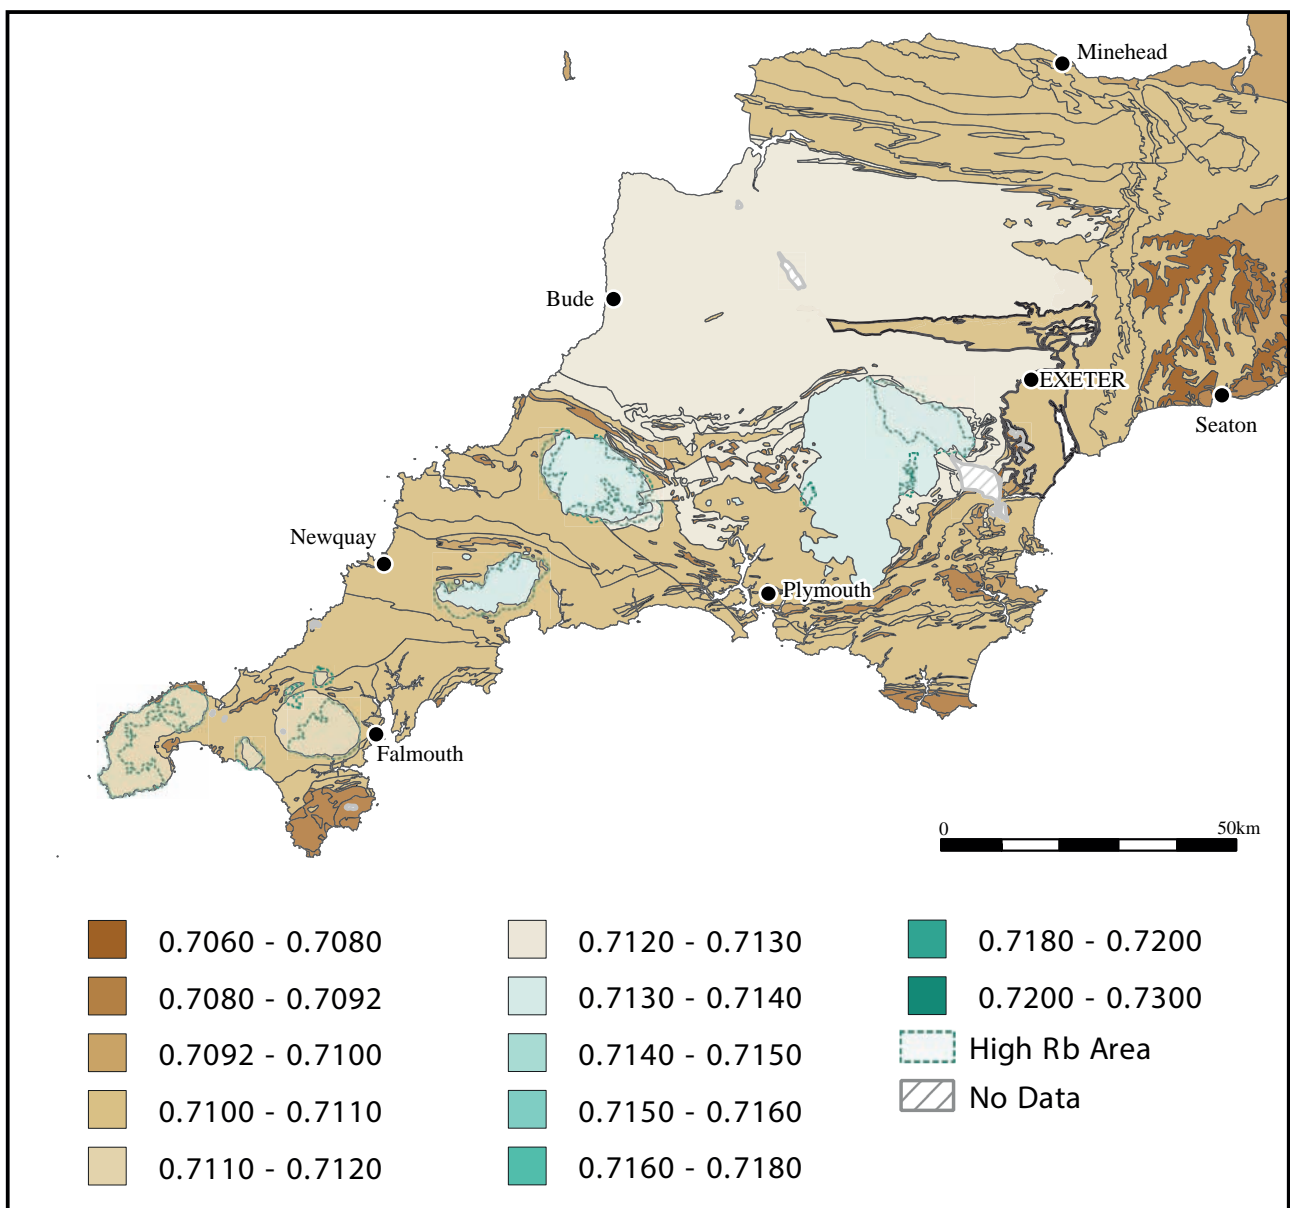 Minehead
Bude
EXETER
Seaton
Newquay
Plymouth
Falmouth
0 50km
0.7060 - 0.7080
0.7080 - 0.7092
0.7092 - 0.7100
0.7100 - 0.7110
0.7110 - 0.7120
0.7120 - 0.7130
0.7130 - 0.7140
0.7140 - 0.7150
0.7150 - 0.7160
0.7160 - 0.7180
0.7180 - 0.7200
0.7200 - 0.7300
High Rb Area
No Data